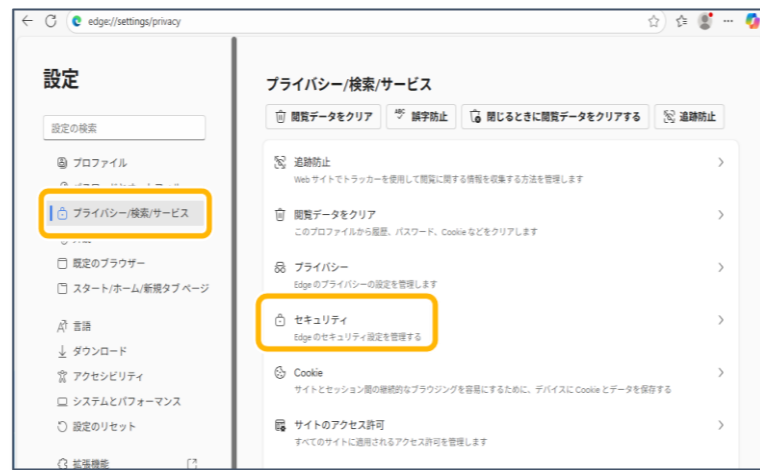 edge://settings/privacy
設定
設定の検索
プロファイル
プライバシー/検索/サービス
既定のブラウザー
スタート/ホーム/新規タブ ページ
言語
ダウンロード
アクセシビリティ
システムとパフォーマンス
設定のリセット
拡張機能
プライバシー/検索/サービス
閲覧データをクリア
ABC 誤字防止
閉じるときに閲覧データをクリアする
追跡防止
追跡防止
Web サイトでトラッカーを使用して閲覧に関する情報を収集する方法を管理します
閲覧データをクリア
このプロファイルから履歴、パスワード、Cookie などをクリアします
プライバシー
Edge のプライバシーの設定を管理します
セキュリティ
Edge のセキュリティ設定を管理する
Cookie
サイトとセッション間の継続的なブラウジングを容易にするために、デバイスに Cookie とデータを保存する
サイトのアクセス許可
すべてのサイトに適用されるアクセス許可を管理します